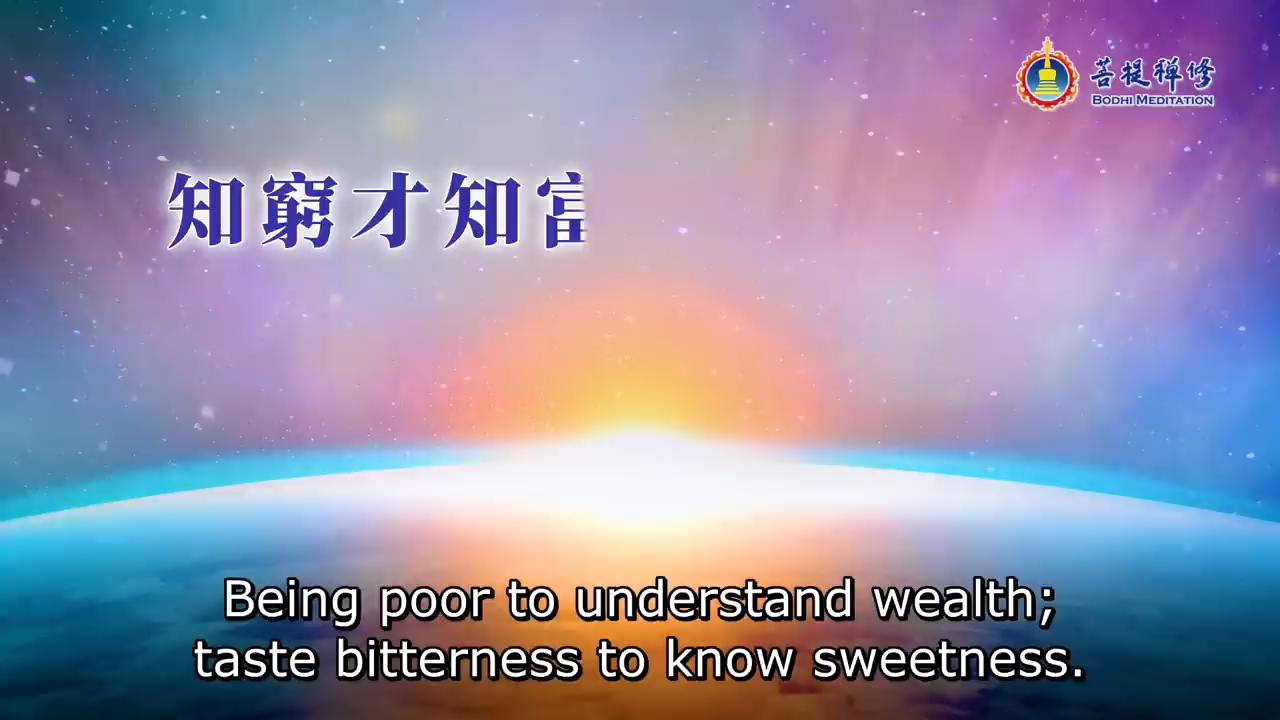 菩提禪修
BODHI MEDITATION
知窮才知富
Being poor to understand wealth;
taste bitterness to know sweetness.